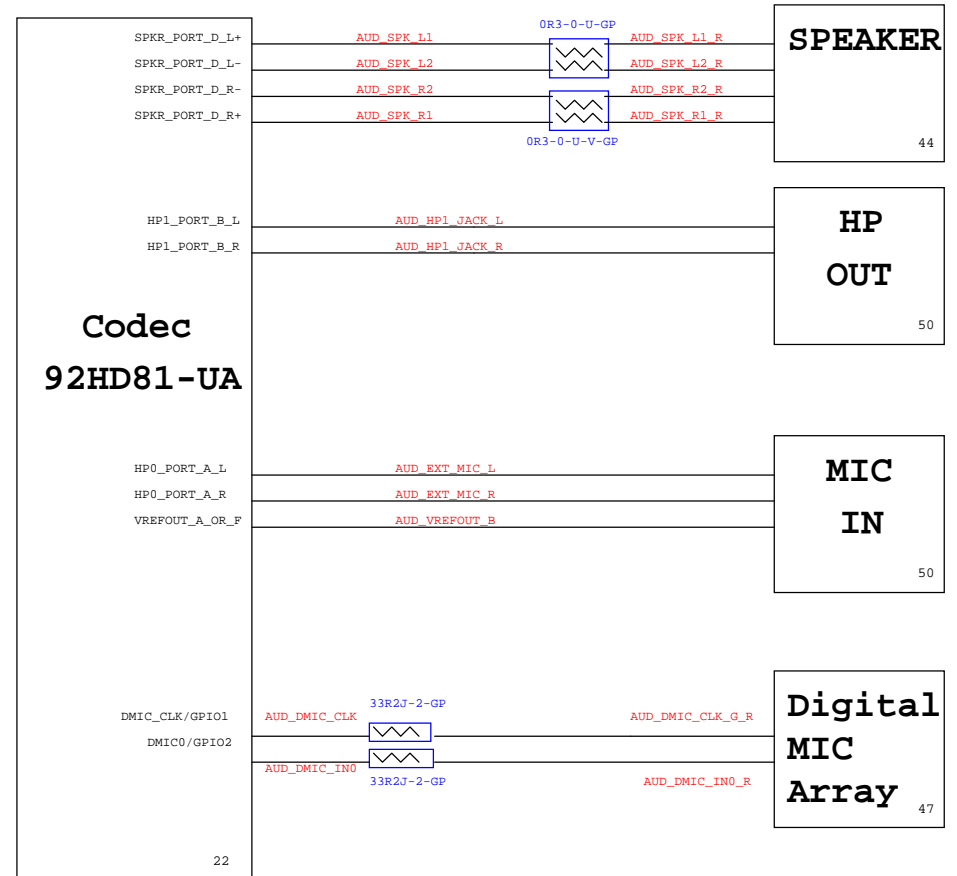 0R3-0-U-GP
SPKR_PORT_D_L+ AUD_SPK_L1 AUD_SPK_L1_R
SPKR_PORT_D_L- AUD_SPK_L2 AUD_SPK_L2_R
SPKR_PORT_D_R- AUD_SPK_R2 AUD_SPK_R2_R
SPKR_PORT_D_R+ AUD_SPK_R1 AUD_SPK_R1_R
0R3-0-U-V-GP
SPEAKER
44
HP1_PORT_B_L AUD_HP1_JACK_L
HP1_PORT_B_R AUD_HP1_JACK_R
HP
OUT
50
Codec
92HD81-UA
HP0_PORT_A_L AUD_EXT_MIC_L
HP0_PORT_A_R AUD_EXT_MIC_R
VREFOUT_A_OR_F AUD_VREFOUT_B
MIC
IN
50
33R2J-2-GP
DMIC_CLK/GPIO1 AUD_DMIC_CLK AUD_DMIC_CLK_G_R
DMIC0/GPIO2
AUD_DMIC_IN0
33R2J-2-GP AUD_DMIC_IN0_R
Digital
MIC
Array
47
22